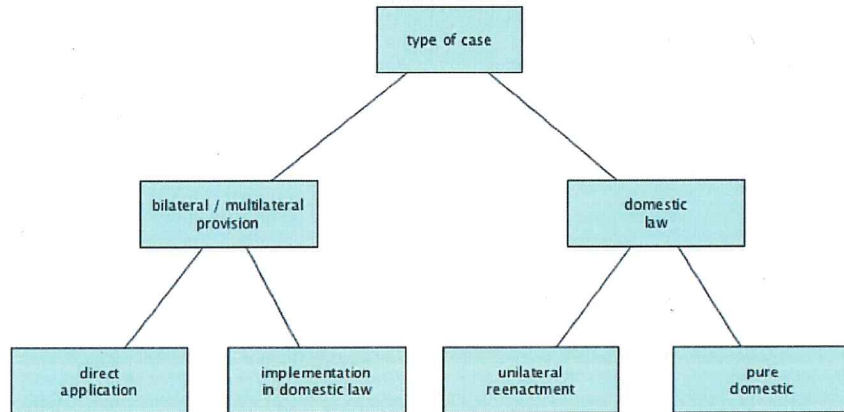 type of case
bilateral / multilateral
provision
domestic
law
direct
application
implementation
in domestic law
unilateral
reenactment
pure
domestic